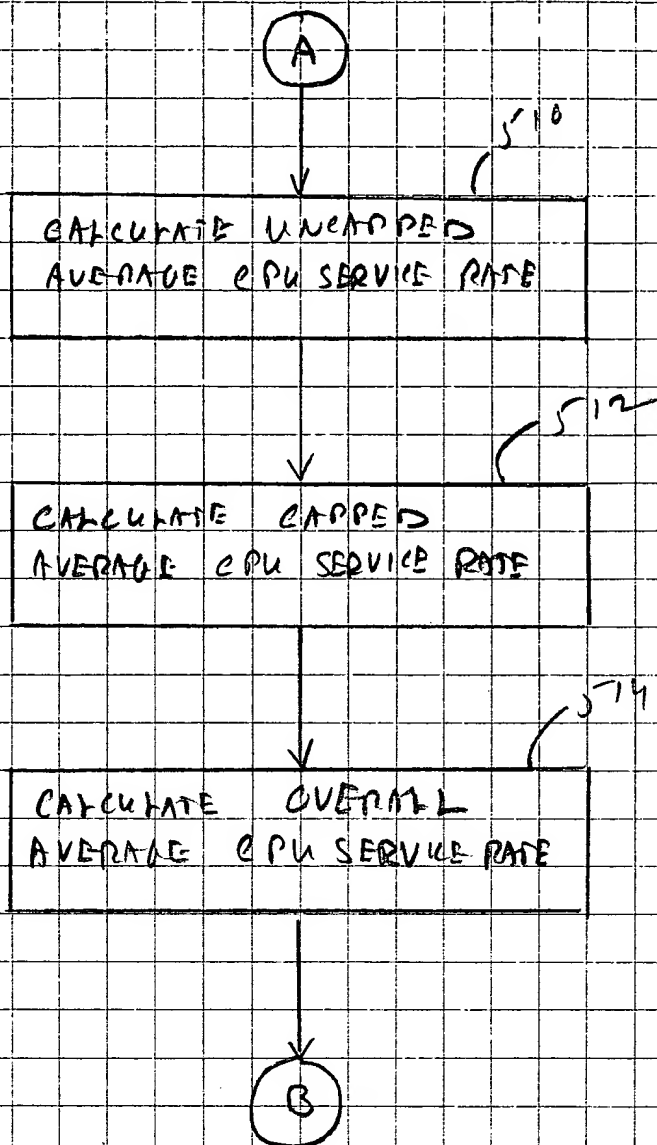 A
510
CALCULATE UNCAPPED
AVERAGE CPU SERVICE RATE
512
CALCULATE CAPPED
AVERAGE CPU SERVICE RATE
514
CALCULATE OVERALL
AVERAGE CPU SERVICE RATE
B